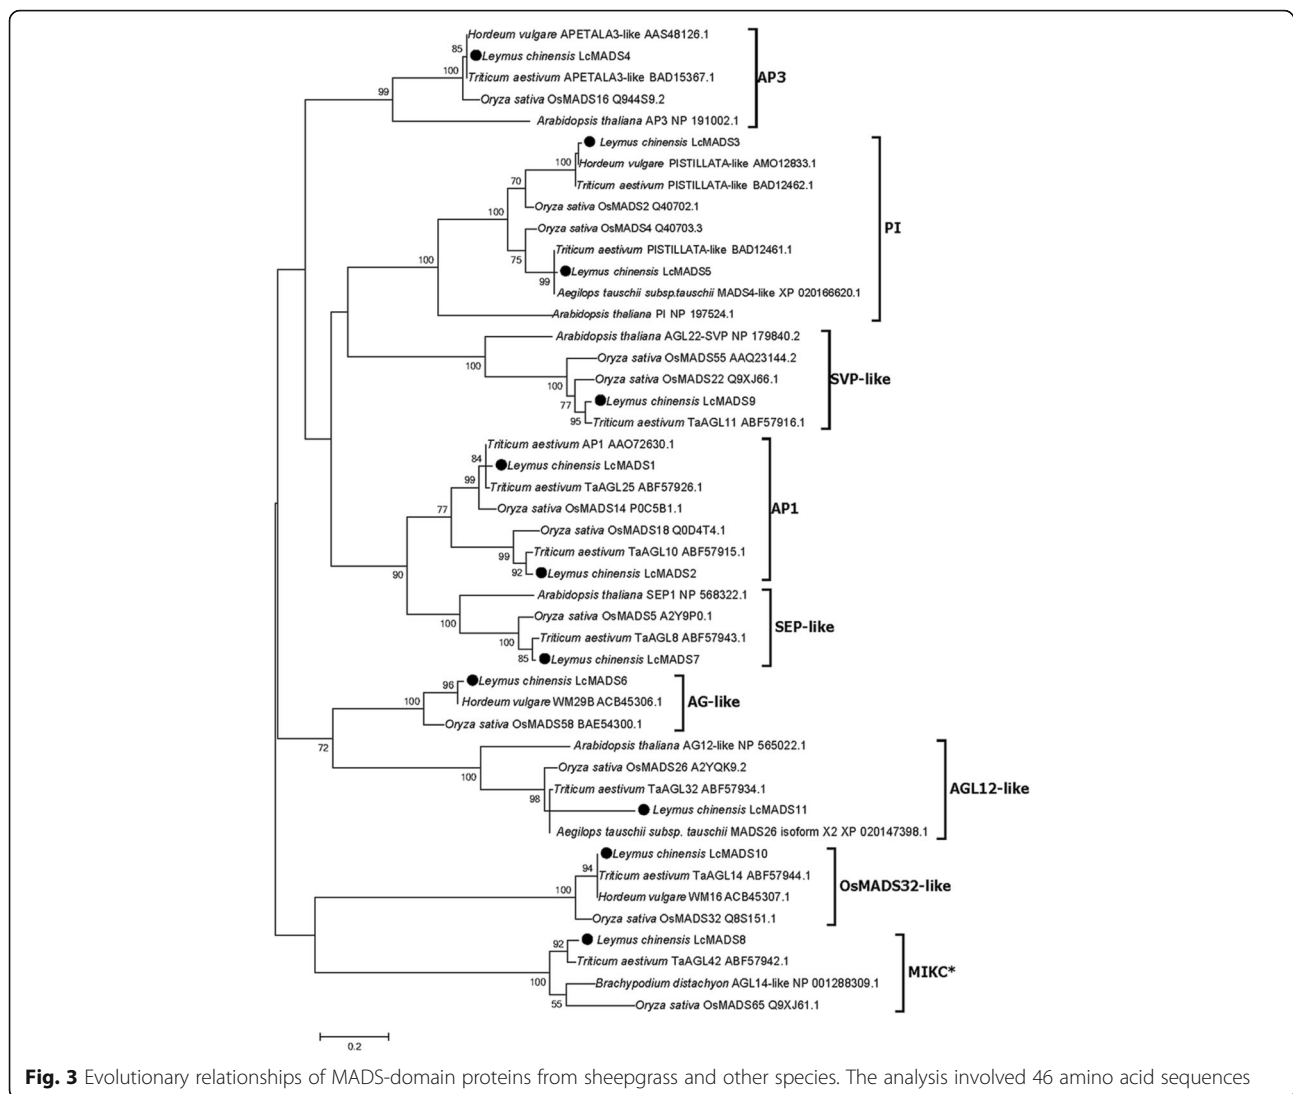 Hordeum vulgare APETALA3-like AAS48126.1
85
Leymus chinensis LcMADS4
100
Triticum aestivum APETALA3-like BAD15367.1
AP3
99
Oryza sativa OsMADS16 Q944S9.2
Arabidopsis thaliana AP3 NP 191002.1
Leymus chinensis LcMADS3
100
Hordeum vulgare PISTILLATA-like AMO12833.1
70
Triticum aestivum PISTILLATA-like BAD12462.1
100
Oryza sativa OsMADS2 Q40702.1
Oryza sativa OsMADS4 Q40703.3
PI
75
Triticum aestivum PISTILLATA-like BAD12461.1
100
Leymus chinensis LcMADS5
99
Aegilops tauschii subsp.tauschii MADS4-like XP 020166620.1
Arabidopsis thaliana PI NP 197524.1
Arabidopsis thaliana AGL22-SVP NP 179840.2
100
Oryza sativa OsMADS55 AAQ23144.2
100
Oryza sativa OsMADS22 Q9XJ66.1
SVP-like
77
Leymus chinensis LcMADS9
95
Triticum aestivum TaAGL11 ABF57916.1
Triticum aestivum AP1 AAO72630.1
84
Leymus chinensis LcMADS1
99
Triticum aestivum TaAGL25 ABF57926.1
77
Oryza sativa OsMADS14 P0C5B1.1
AP1
Oryza sativa OsMADS18 Q0D4T4.1
99
Triticum aestivum TaAGL10 ABF57915.1
92
Leymus chinensis LcMADS2
90
Arabidopsis thaliana SEP1 NP 568322.1
100
Oryza sativa OsMADS5 A2Y9P0.1
SEP-like
100
Triticum aestivum TaAGL8 ABF57943.1
85
Leymus chinensis LcMADS7
96
Leymus chinensis LcMADS6
100
Hordeum vulgare WM29B ACB45306.1
AG-like
Oryza sativa OsMADS58 BAE54300.1
72
Arabidopsis thaliana AG12-like NP 565022.1
100
Oryza sativa OsMADS26 A2YQK9.2
Triticum aestivum TaAGL32 ABF57934.1
AGL12-like
98
Leymus chinensis LcMADS11
Aegilops tauschii subsp. tauschii MADS26 isoform X2 XP 020147398.1
Leymus chinensis LcMADS10
94
Triticum aestivum TaAGL14 ABF57944.1
OsMADS32-like
100
Hordeum vulgare WM16 ACB45307.1
Oryza sativa OsMADS32 Q8S151.1
Leymus chinensis LcMADS8
92
Triticum aestivum TaAGL42 ABF57942.1
MIKC*
100
Brachypodium distachyon AGL14-like NP 001288309.1
55
Oryza sativa OsMADS65 Q9XJ61.1
0.2
Fig. 3 Evolutionary relationships of MADS-domain proteins from sheepgrass and other species. The analysis involved 46 amino acid sequences